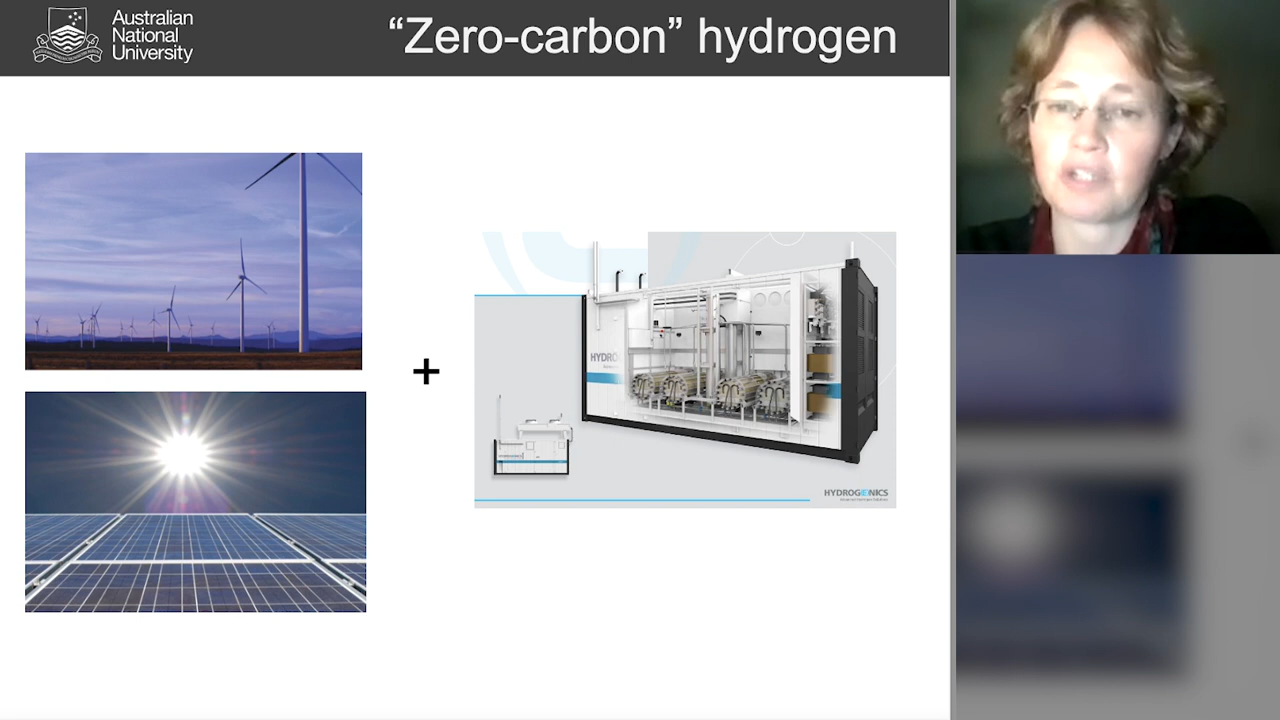 Australian
National
University
“Zero-carbon” hydrogen
+
HYDRO
HYDROGENICS